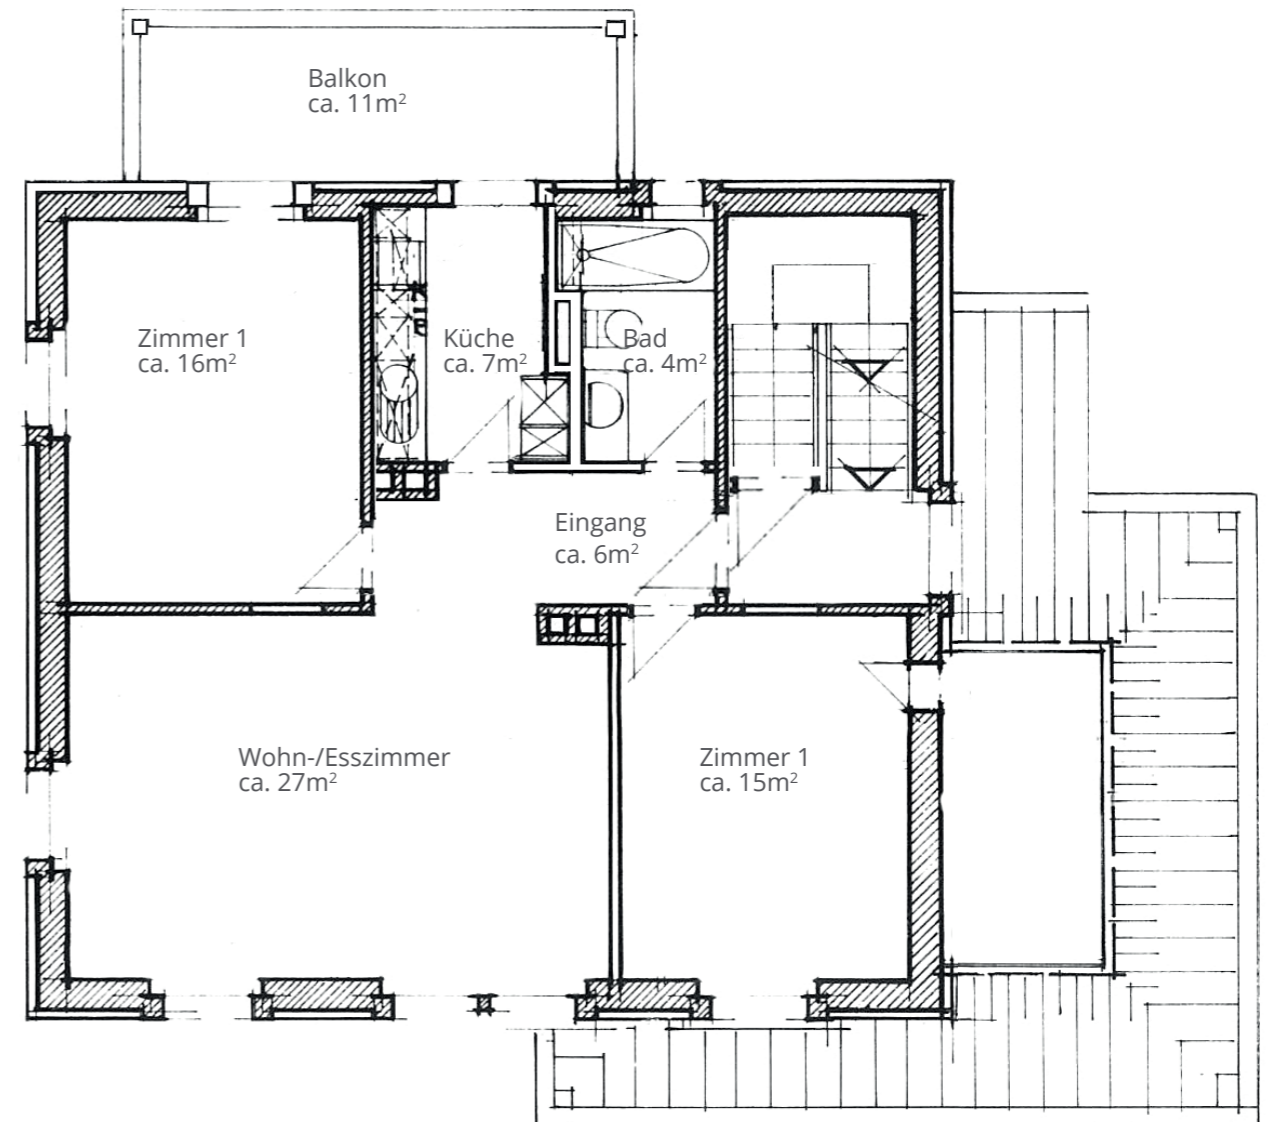 Balkon
ca. 11m²
Zimmer 1
ca. 16m²
Küche
ca. 7m²
Bad
ca. 4m²
Eingang
ca. 6m²
Wohn-/Esszimmer
ca. 27m²
Zimmer 1
ca. 15m²